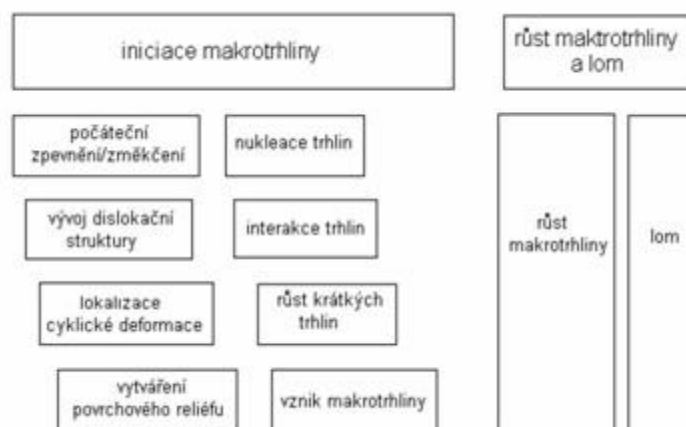 iniciace makrotrhliny
růst maktrotrhliny
a lom
počáteční
zpevnění/změkčení
nukleace trhlin
vývoj dislokační
struktury
interakce trhlin
lokalizace
cyklické deformace
růst krátkých
trhlin
vytváření
povrchového reliéfu
vznik makrotrhliny
růst
makrotrhliny
lom